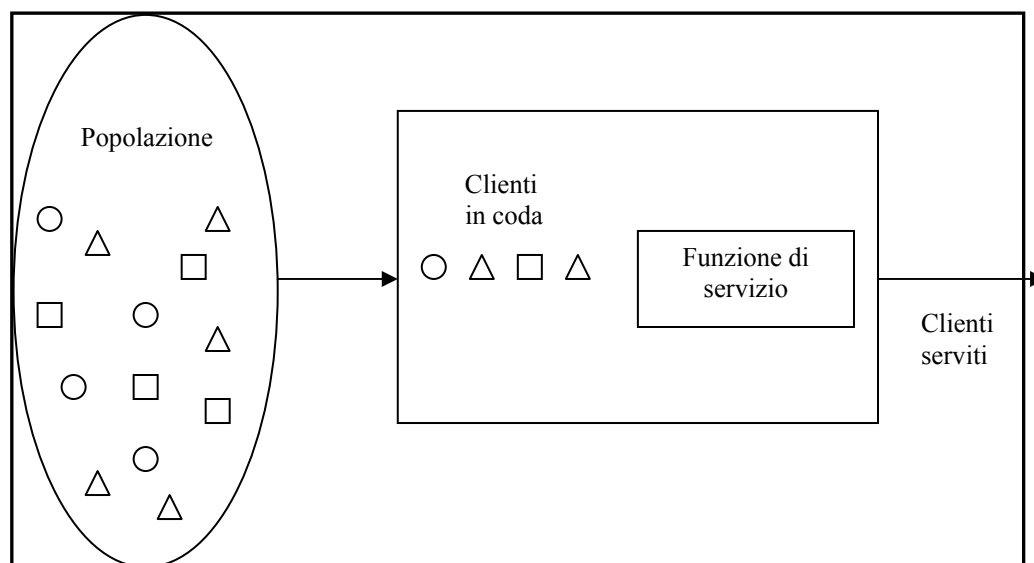 Popolazione
Clienti
in coda
Funzione di
servizio
Clienti
serviti